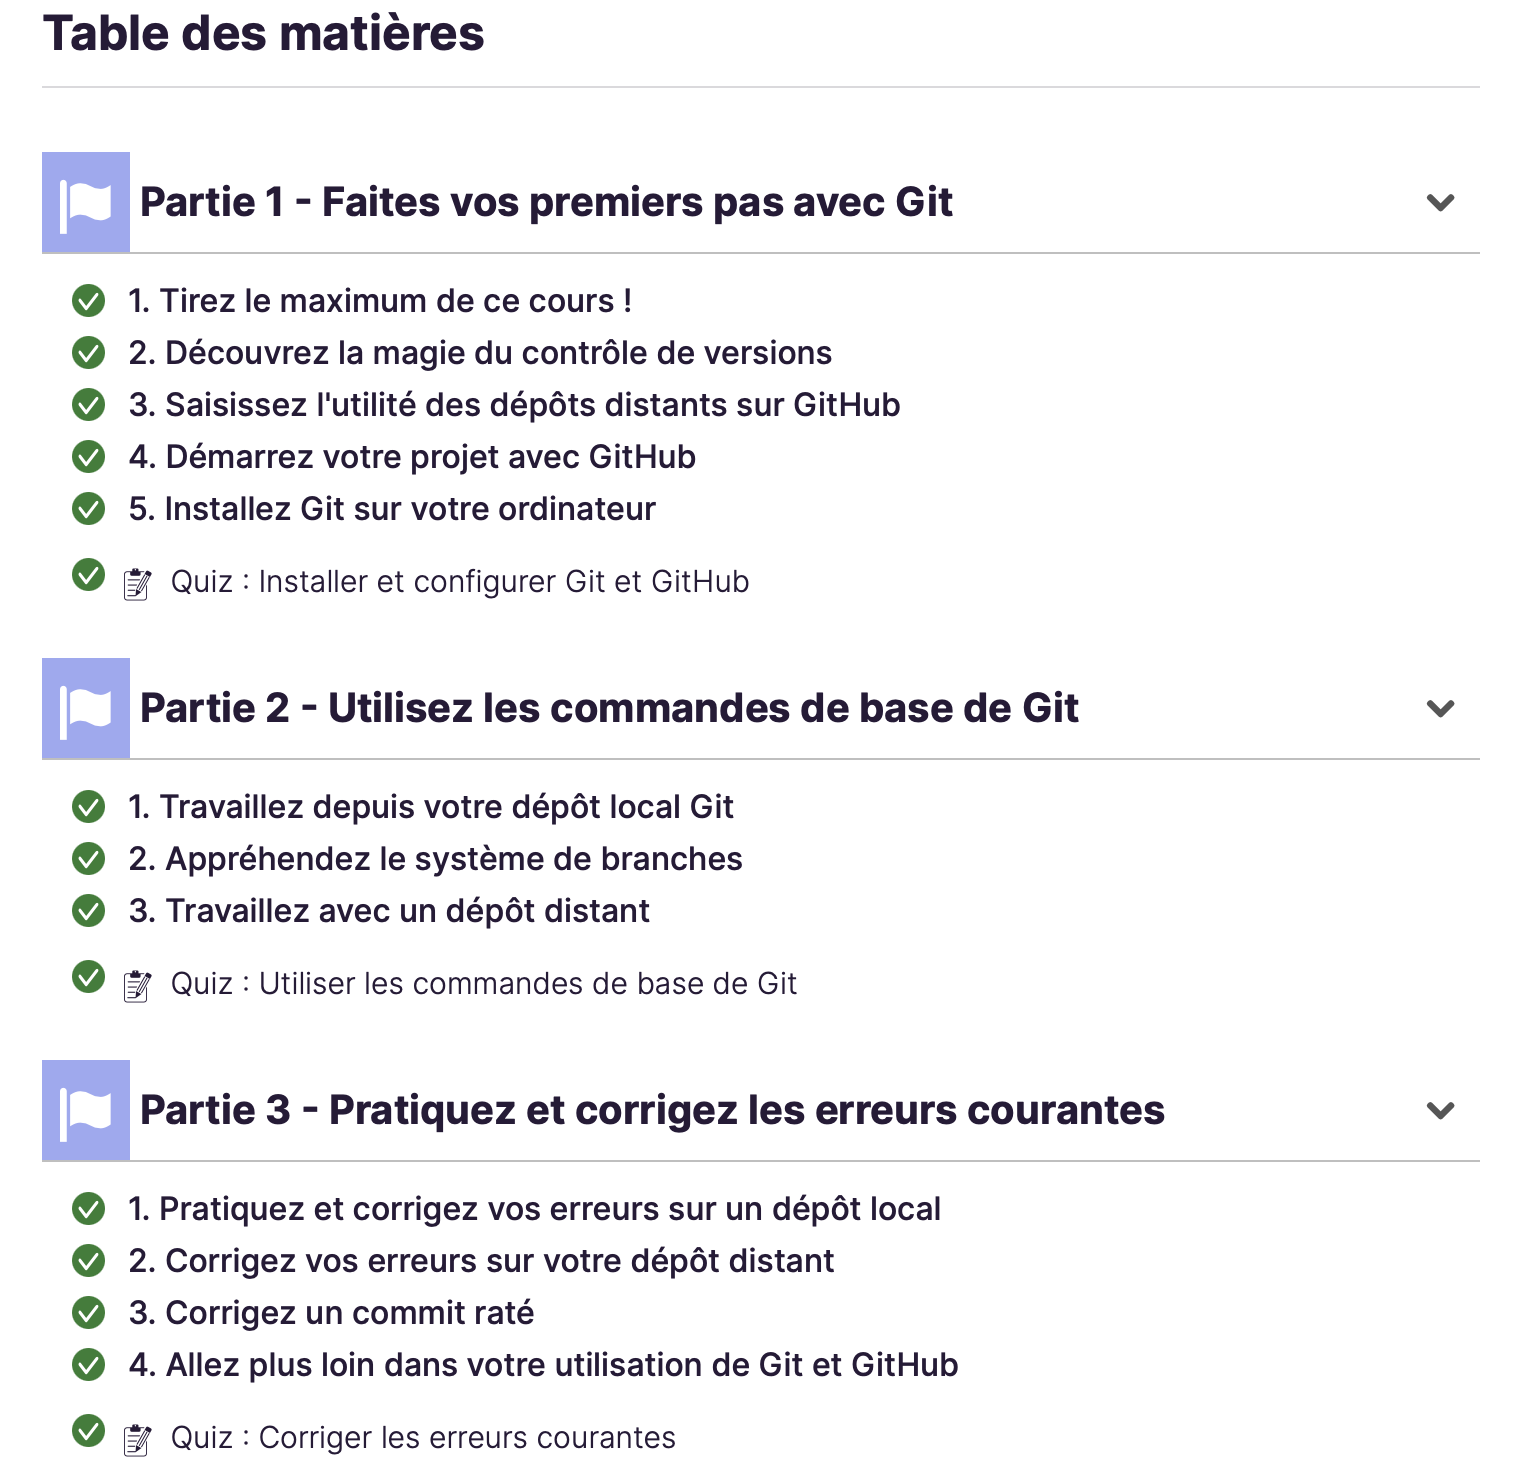 Table des matières
Partie 1 - Faites vos premiers pas avec Git
1. Tirez le maximum de ce cours !
2. Découvrez la magie du contrôle de versions
3. Saisissez l'utilité des dépôts distants sur GitHub
4. Démarrez votre projet avec GitHub
5. Installez Git sur votre ordinateur
Quiz : Installer et configurer Git et GitHub
Partie 2 - Utilisez les commandes de base de Git
1. Travaillez depuis votre dépôt local Git
2. Appréhendez le système de branches
3. Travaillez avec un dépôt distant
Quiz : Utiliser les commandes de base de Git
Partie 3 - Pratiquez et corrigez les erreurs courantes
1. Pratiquez et corrigez vos erreurs sur un dépôt local
2. Corrigez vos erreurs sur votre dépôt distant
3. Corrigez un commit raté
4. Allez plus loin dans votre utilisation de Git et GitHub
Quiz : Corriger les erreurs courantes